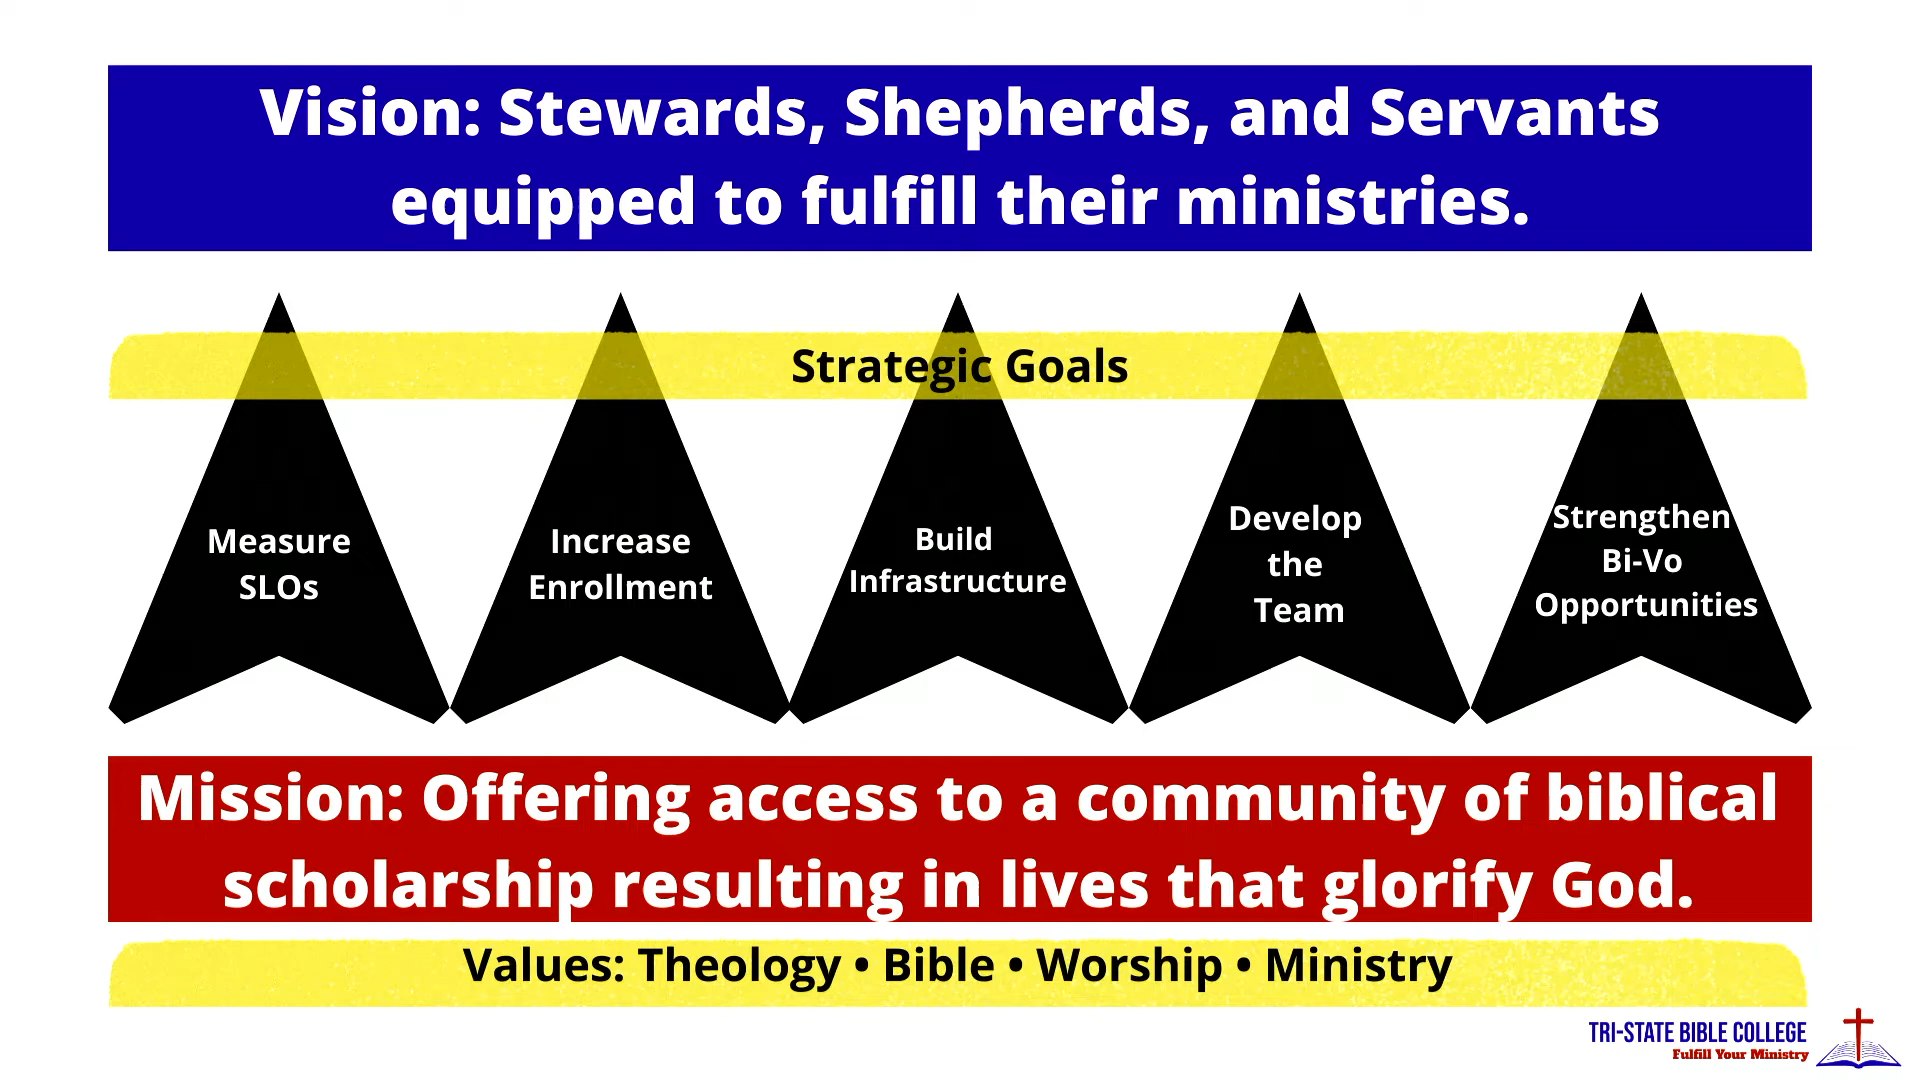 Vision: Stewards, Shepherds, and Servants
equipped to fulfill their ministries.
Strategic Goals
Measure
SLOs
Increase
Enrollment
Build
Infrastructure
Develop
the
Team
Strengthen
Bi-Vo
Opportunities
Mission: Offering access to a community of biblical
scholarship resulting in lives that glorify God.
Values: Theology • Bible • Worship • Ministry
TRI-STATE BIBLE COLLEGE
Fulfill Your Ministry